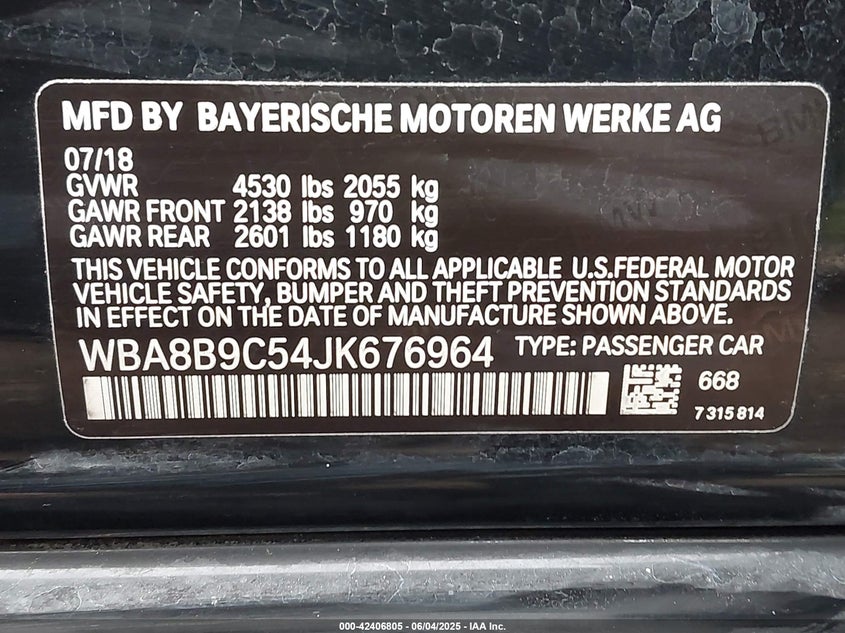 MFD BY BAYERISCHE MOTOREN WERKE AG
07/18
GVWR 4530 lbs 2055 kg
GAWR FRONT 2138 lbs 970 kg
GAWR REAR 2601 lbs 1180 kg
THIS VEHICLE CONFORMS TO ALL APPLICABLE U.S.FEDERAL MOTOR
VEHICLE SAFETY, BUMPER AND THEFT PREVENTION STANDARDS
IN EFFECT ON THE DATE OF MANUFACTURE SHOWN ABOVE.
WBA8B9C54JK676964 TYPE: PASSENGER CAR
668
7 315 814
000-42406805 - 06/04/2025 - IAA Inc.